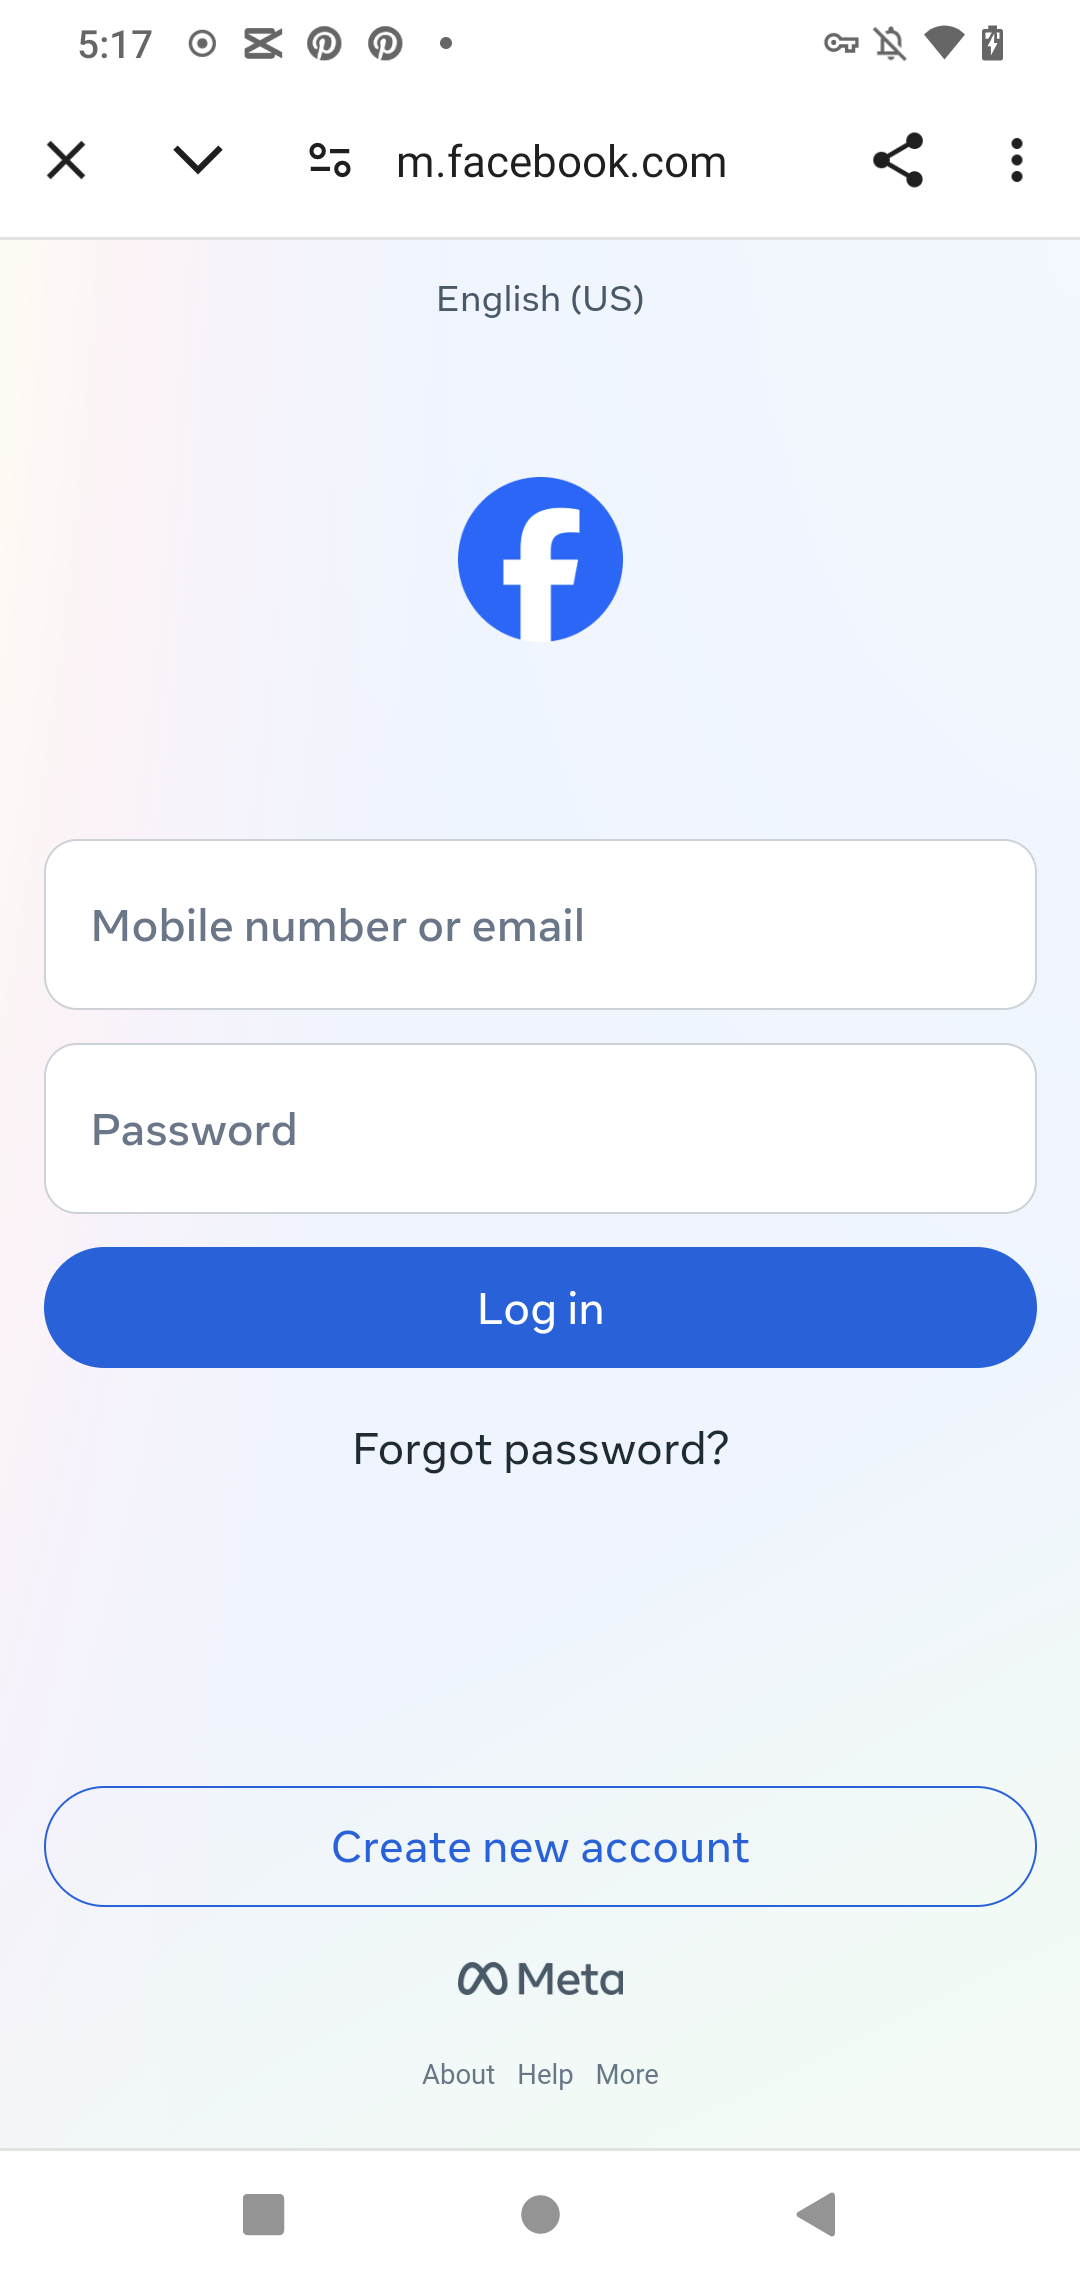 5:17
m.facebook.com
English (US)
Mobile number or email
Password
Log in
Forgot password?
Create new account
Meta
About Help More